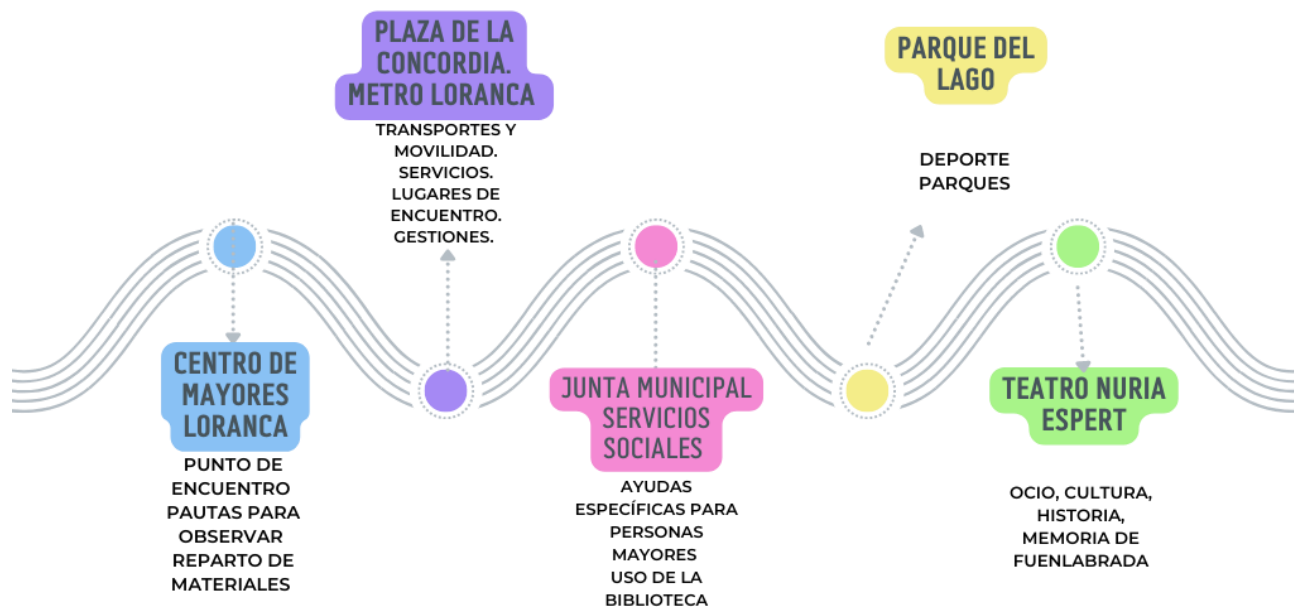 CENTRO DE
MAYORES
LORANCA
PUNTO DE
ENCUENTRO
PAUTAS PARA
OBSERVAR
REPARTO DE
MATERIALES
PLAZA DE LA
CONCORDIA.
METRO LORANCA
TRANSPORTES Y
MOVILIDAD.
SERVICIOS.
LUGARES DE
ENCUENTRO.
GESTIONES.
JUNTA MUNICIPAL
SERVICIOS
SOCIALES
AYUDAS
ESPECÍFICAS PARA
PERSONAS
MAYORES
USO DE LA
BIBLIOTECA
PARQUE DEL
LAGO
DEPORTE
PARQUES
TEATRO NURIA
ESPERT
OCIO, CULTURA,
HISTORIA,
MEMORIA DE
FUENLABRADA